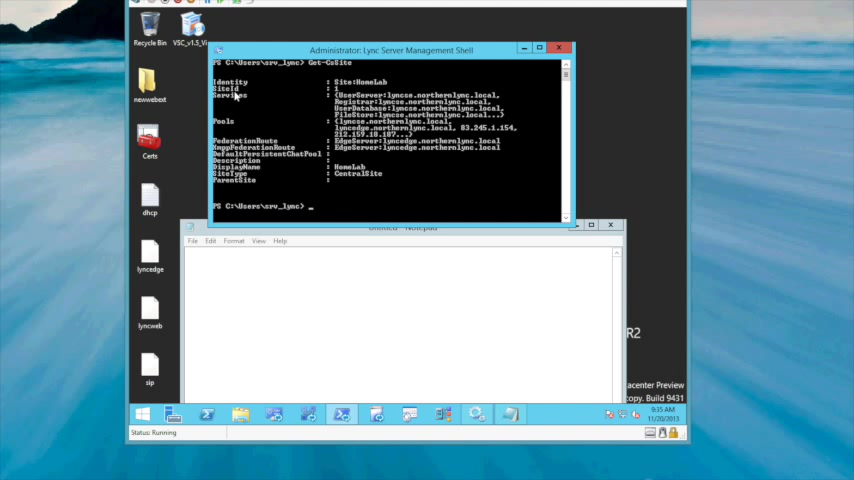 Recycle Bin
VSC_v1.5_Vi
newwebext
Certs
dhcp
lyncedge
lyncweb
sip
Administrator: Lync Server Management Shell
PS C:\Users\srv_lync> Get-CsSite
Identity : Site:HomeLab
SiteId : 1
Services : {UserServer:lyncse.northernlync.local,
Registrar:lyncse.northernlync.local,
UserDatabase:lyncse.northernlync.local,
FileStore:lyncse.northernlync.local...}
Pools : {lyncse.northernlync.local,
lyncedge.northernlync.local, 83.245.1.154,
212.159.18.187...}
FederationRoute : EdgeServer:lyncedge.northernlync.local
XmppFederationRoute : EdgeServer:lyncedge.northernlync.local
DefaultPersistentChatPool :
Description :
DisplayName : HomeLab
SiteType : CentralSite
ParentSite :
PS C:\Users\srv_lync> _
Untitled - Notepad
File Edit Format View Help
R2
tacenter Preview
copy. Build 9431
9:35 AM
11/20/2013
Status: Running